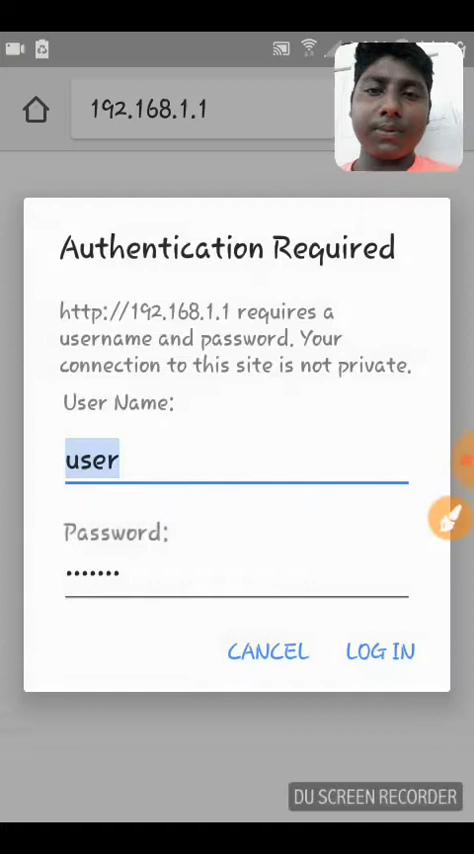 192.168.1.1
Authentication Required
http://192.168.1.1 requires a
username and password. Your
connection to this site is not private.
User Name:
user
Password:
•••••••
CANCEL LOG IN
DU SCREEN RECORDER